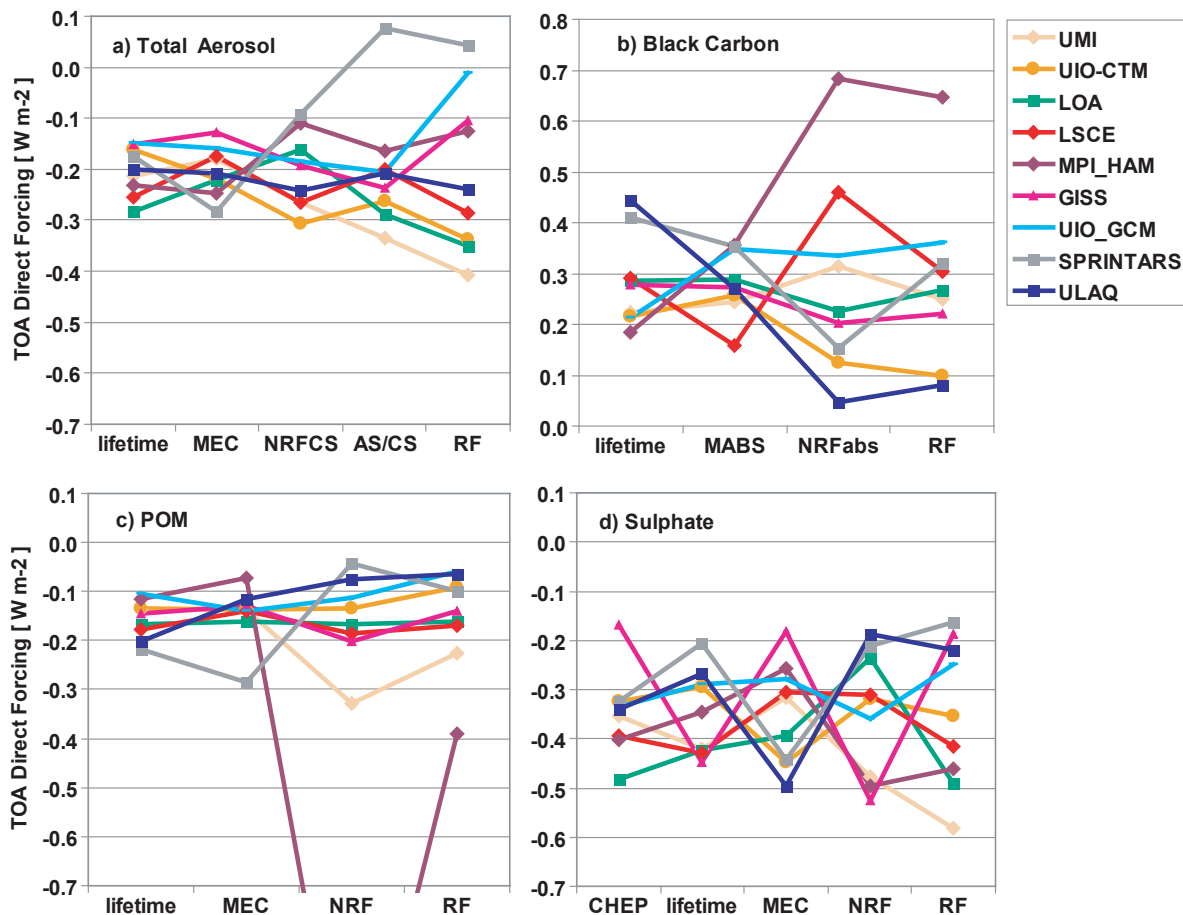 a) Total Aerosol
TOA Direct Forcing [ W m-2 ]
0.1
0.0
-0.1
-0.2
-0.3
-0.4
-0.5
-0.6
-0.7
lifetime MEC NRFCS AS/CS RF
b) Black Carbon
0.8
0.7
0.6
0.5
0.4
0.3
0.2
0.1
0.0
lifetime MABS NRFabs RF
UMI
UIO-CTM
LOA
LSCE
MPI_HAM
GISS
UIO_GCM
SPRINTARS
ULAQ
c) POM
TOA Direct Forcing [ W m-2 ]
0.1
0.0
-0.1
-0.2
-0.3
-0.4
-0.5
-0.6
-0.7
lifetime MEC NRF RF
d) Sulphate
0.1
0.0
-0.1
-0.2
-0.3
-0.4
-0.5
-0.6
-0.7
CHEP lifetime MEC NRF RF